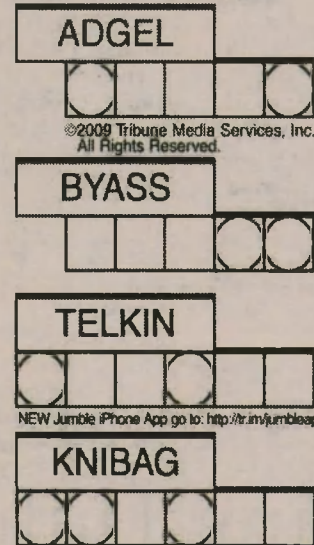 ADGEL
©2009 Tribune Media Services, Inc.
All Rights Reserved.
BYASS
TELKIN
NEW Jumble iPhone App go to: http://tr.im/jumbleap
KNIBAG